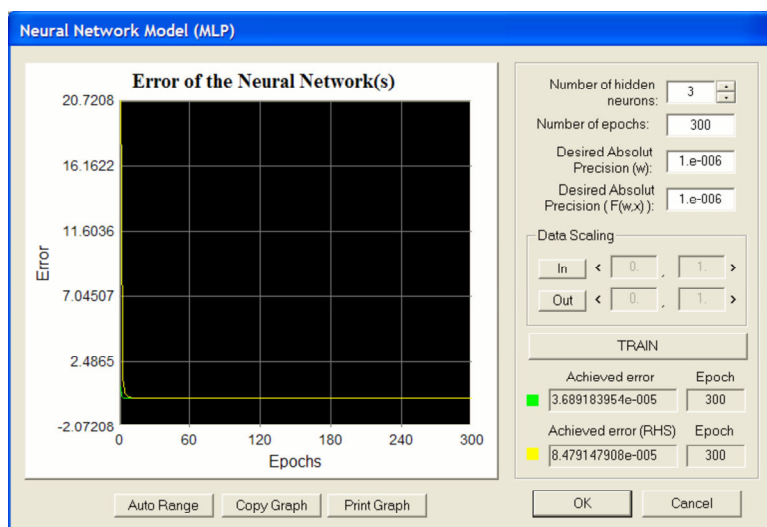 Neural Network Model (MLP)
Error of the Neural Network(s)
20.7208
16.1622
11.6036
7.04507
2.4865
-2.07208
Error
0 60 120 180 240 300
Epochs
Auto Range Copy Graph Print Graph
Number of hidden
neurons: 3
Number of epochs: 300
Desired Absolut
Precision (w): 1.e-006
Desired Absolut
Precision ( F(w,x) ): 1.e-006
Data Scaling
In < 0. , 1. >
Out < 0. , 1. >
TRAIN
Achieved error Epoch
3.689183954e-005 300
Achieved error (RHS) Epoch
8.479147908e-005 300
OK Cancel